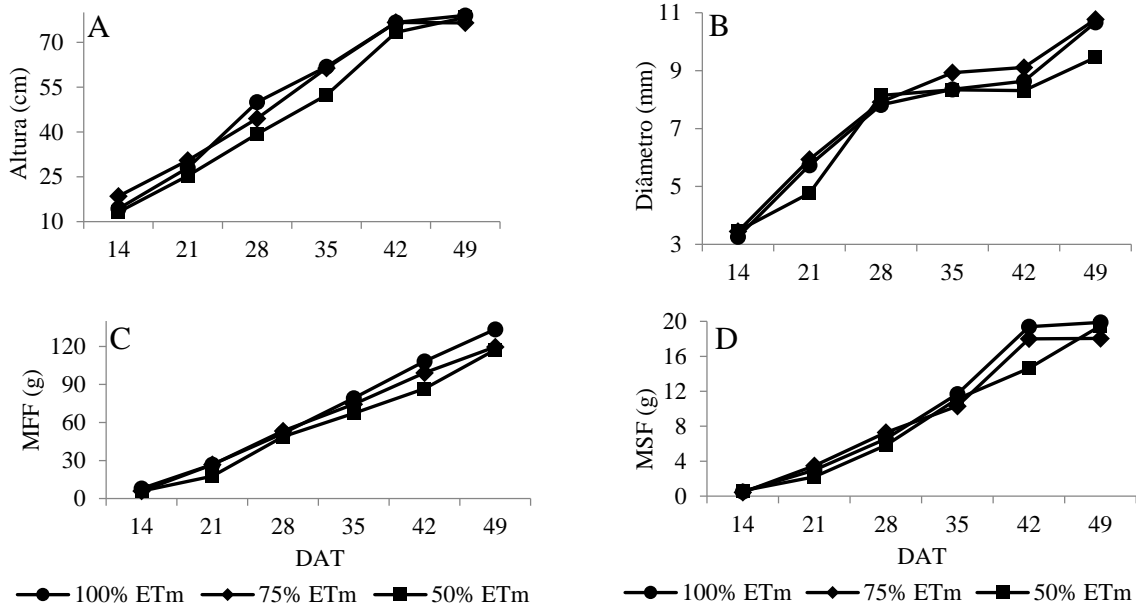 A
Altura (cm)
70
55
40
25
10
14 21 28 35 42 49
B
Diâmetro (mm)
11
9
7
5
3
14 21 28 35 42 49
C
MFF (g)
120
90
60
30
0
14 21 28 35 42 49
DAT
100% ETm 75% ETm 50% ETm
D
MSF (g)
20
16
12
8
4
0
14 21 28 35 42 49
DAT
100% ETm 75% ETm 50% ETm